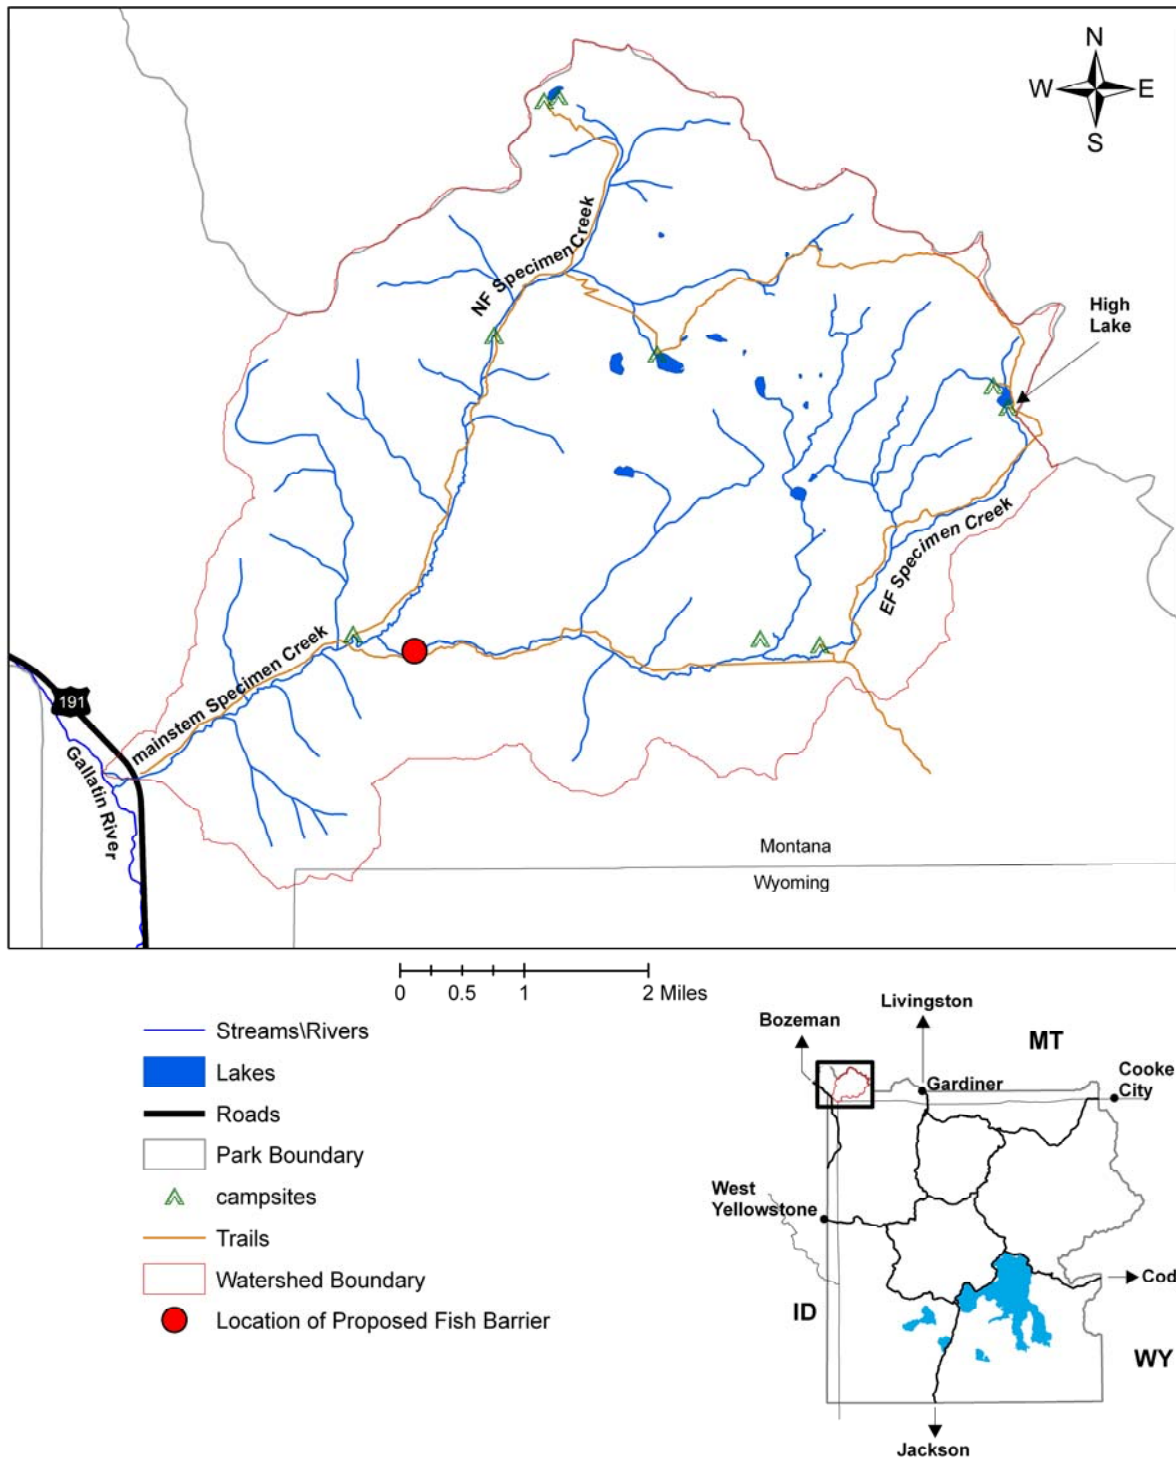 N
W
E
S
NF Specimen Creek
High
Lake
EF Specimen Creek
mainstem Specimen Creek
191
Gallatin River
Montana
Wyoming
0
0.5
1
2 Miles
Streams\Rivers
Lakes
Roads
Park Boundary
campsites
Trails
Watershed Boundary
Location of Proposed Fish Barrier
Livingston
Bozeman
MT
Gardiner
Cooke
City
West
Yellowstone
Cod
ID
WY
Jackson